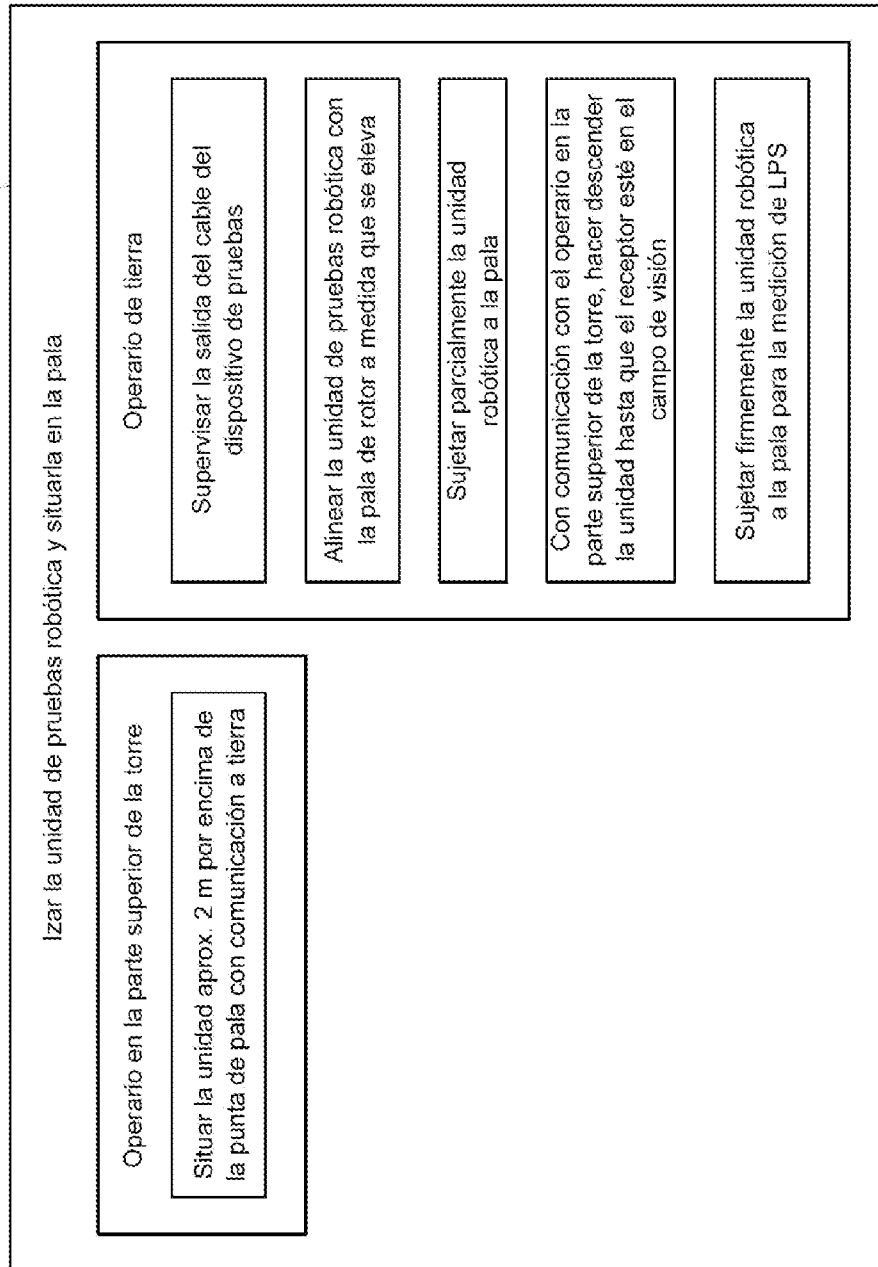 Izar la unidad de pruebas robótica y situarla en la pala
Operario en la parte superior de la torre
Situar la unidad aprox. 2 m por encima de
la punta de pala con comunicación a tierra
Operario de tierra
Supervisar la salida del cable del
dispositivo de pruebas
Alinear la unidad de pruebas robótica con
la pala de rotor a medida que se eleva
Sujetar parcialmente la unidad
robótica a la pala
Con comunicación con el operario en la
parte superior de la torre, hacer descender
la unidad hasta que el receptor esté en el
campo de visión
Sujetar firmemente la unidad robótica
a la pala para la medición de LPS